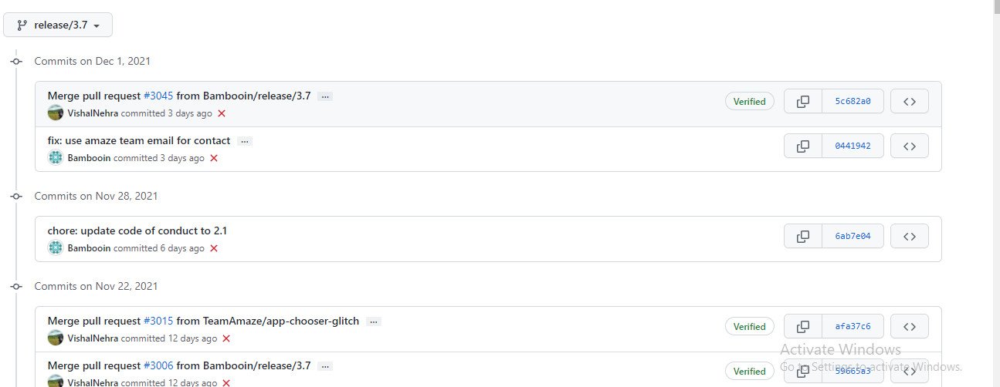 release/3.7
Commits on Dec 1, 2021
Merge pull request #3045 from Bambooin/release/3.7 ...
Verified 5c682a0 <>
VishalNehra committed 3 days ago
fix: use amaze team email for contact ...
0441942 <>
Bambooin committed 3 days ago
Commits on Nov 28, 2021
chore: update code of conduct to 2.1
6ab7e04 <>
Bambooin committed 6 days ago
Commits on Nov 22, 2021
Merge pull request #3015 from TeamAmaze/app-chooser-glitch ...
Verified afa37c6 <>
VishalNehra committed 12 days ago
Activate Windows
Merge pull request #3006 from Bambooin/release/3.7 ...
Go to Settings to activate Windows.
Verified 59665a3 <>
VishalNehra committed 12 days ago